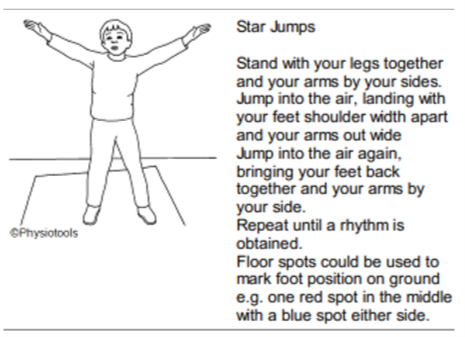 Star Jumps
Stand with your legs together
and your arms by your sides.
Jump into the air, landing with
your feet shoulder width apart
and your arms out wide
Jump into the air again,
bringing your feet back
together and your arms by
your side.
Repeat until a rhythm is
obtained.
Floor spots could be used to
mark foot position on ground
e.g. one red spot in the middle
with a blue spot either side.
©Physiotools